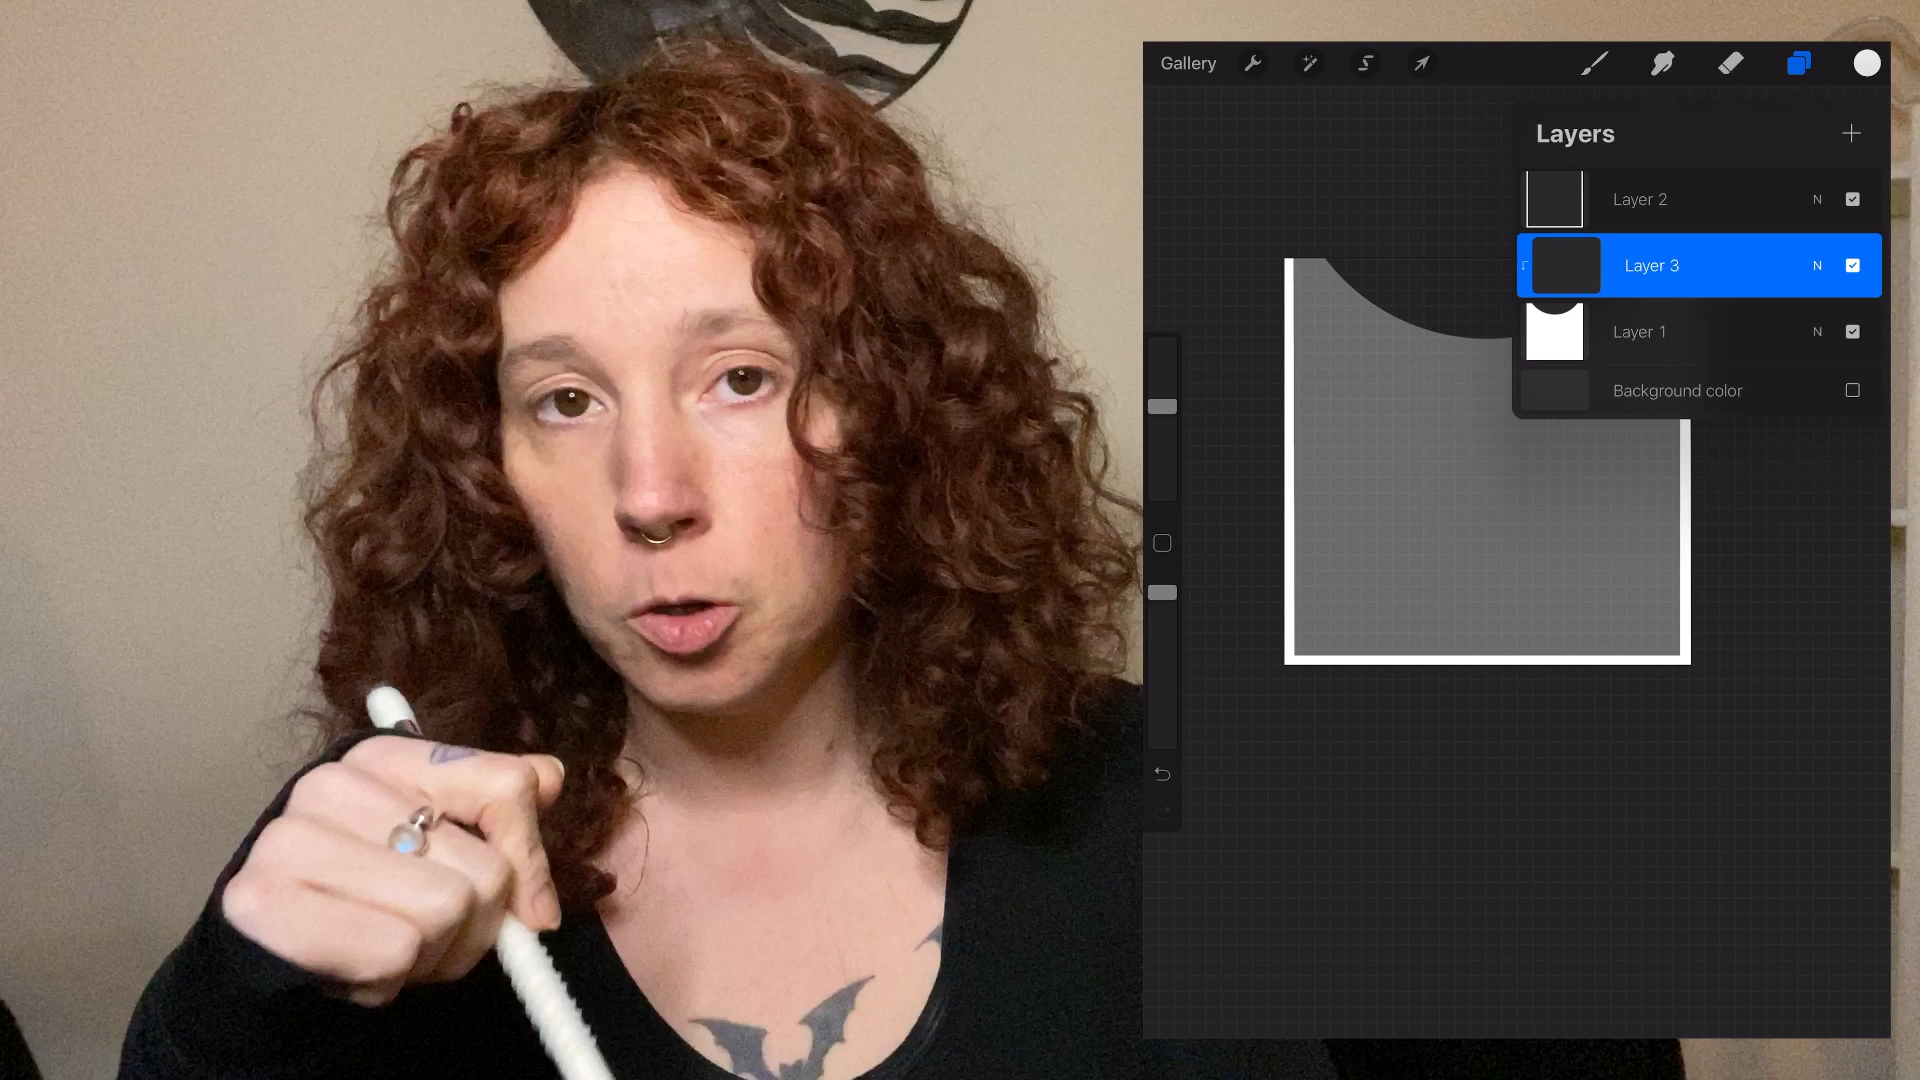 Gallery
Layers
Layer 2 N
Layer 3 N
Layer 1 N
Background color